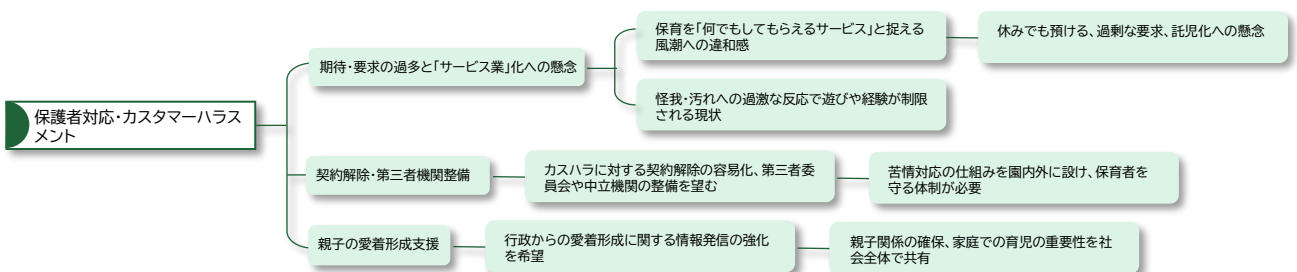 保護者対応・カスタマーハラス
メント
期待・要求の過多と「サービス業」化への懸念
保育を「何でもしてもらえるサービス」と捉える
風潮への違和感
休みでも預ける、過剰な要求、託児化への懸念
怪我・汚れへの過激な反応で遊びや経験が制限
される現状
契約解除・第三者機関整備
カスハラに対する契約解除の容易化、第三者委
員会や中立機関の整備を望む
苦情対応の仕組みを園内外に設け、保育者を
守る体制が必要
親子の愛着形成支援
行政からの愛着形成に関する情報発信の強化
を希望
親子関係の確保、家庭での育児の重要性を社
会全体で共有